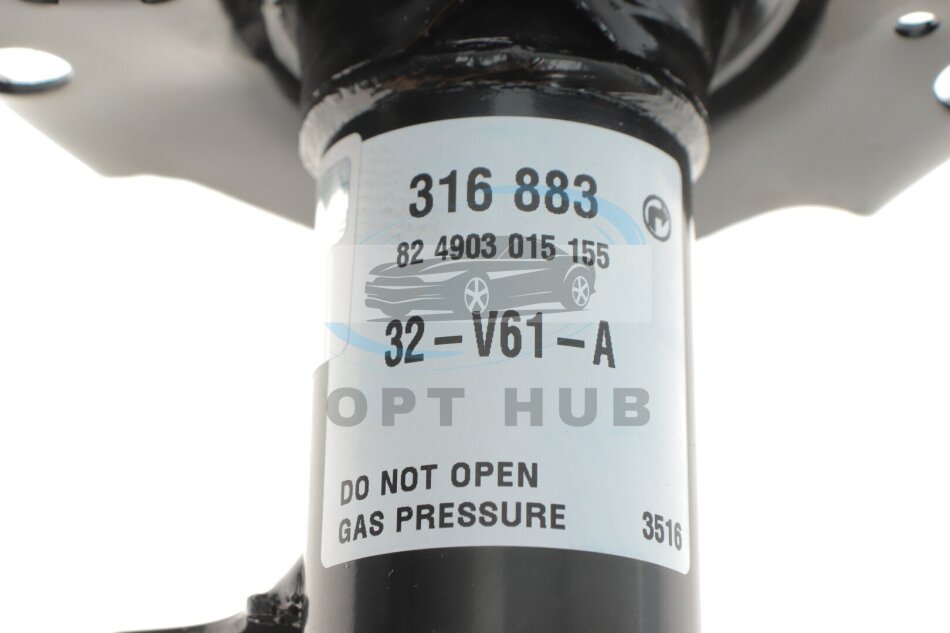 316 883
82 4903 015 155
32-V61-A
OPT HUB
DO NOT OPEN
GAS PRESSURE
3516